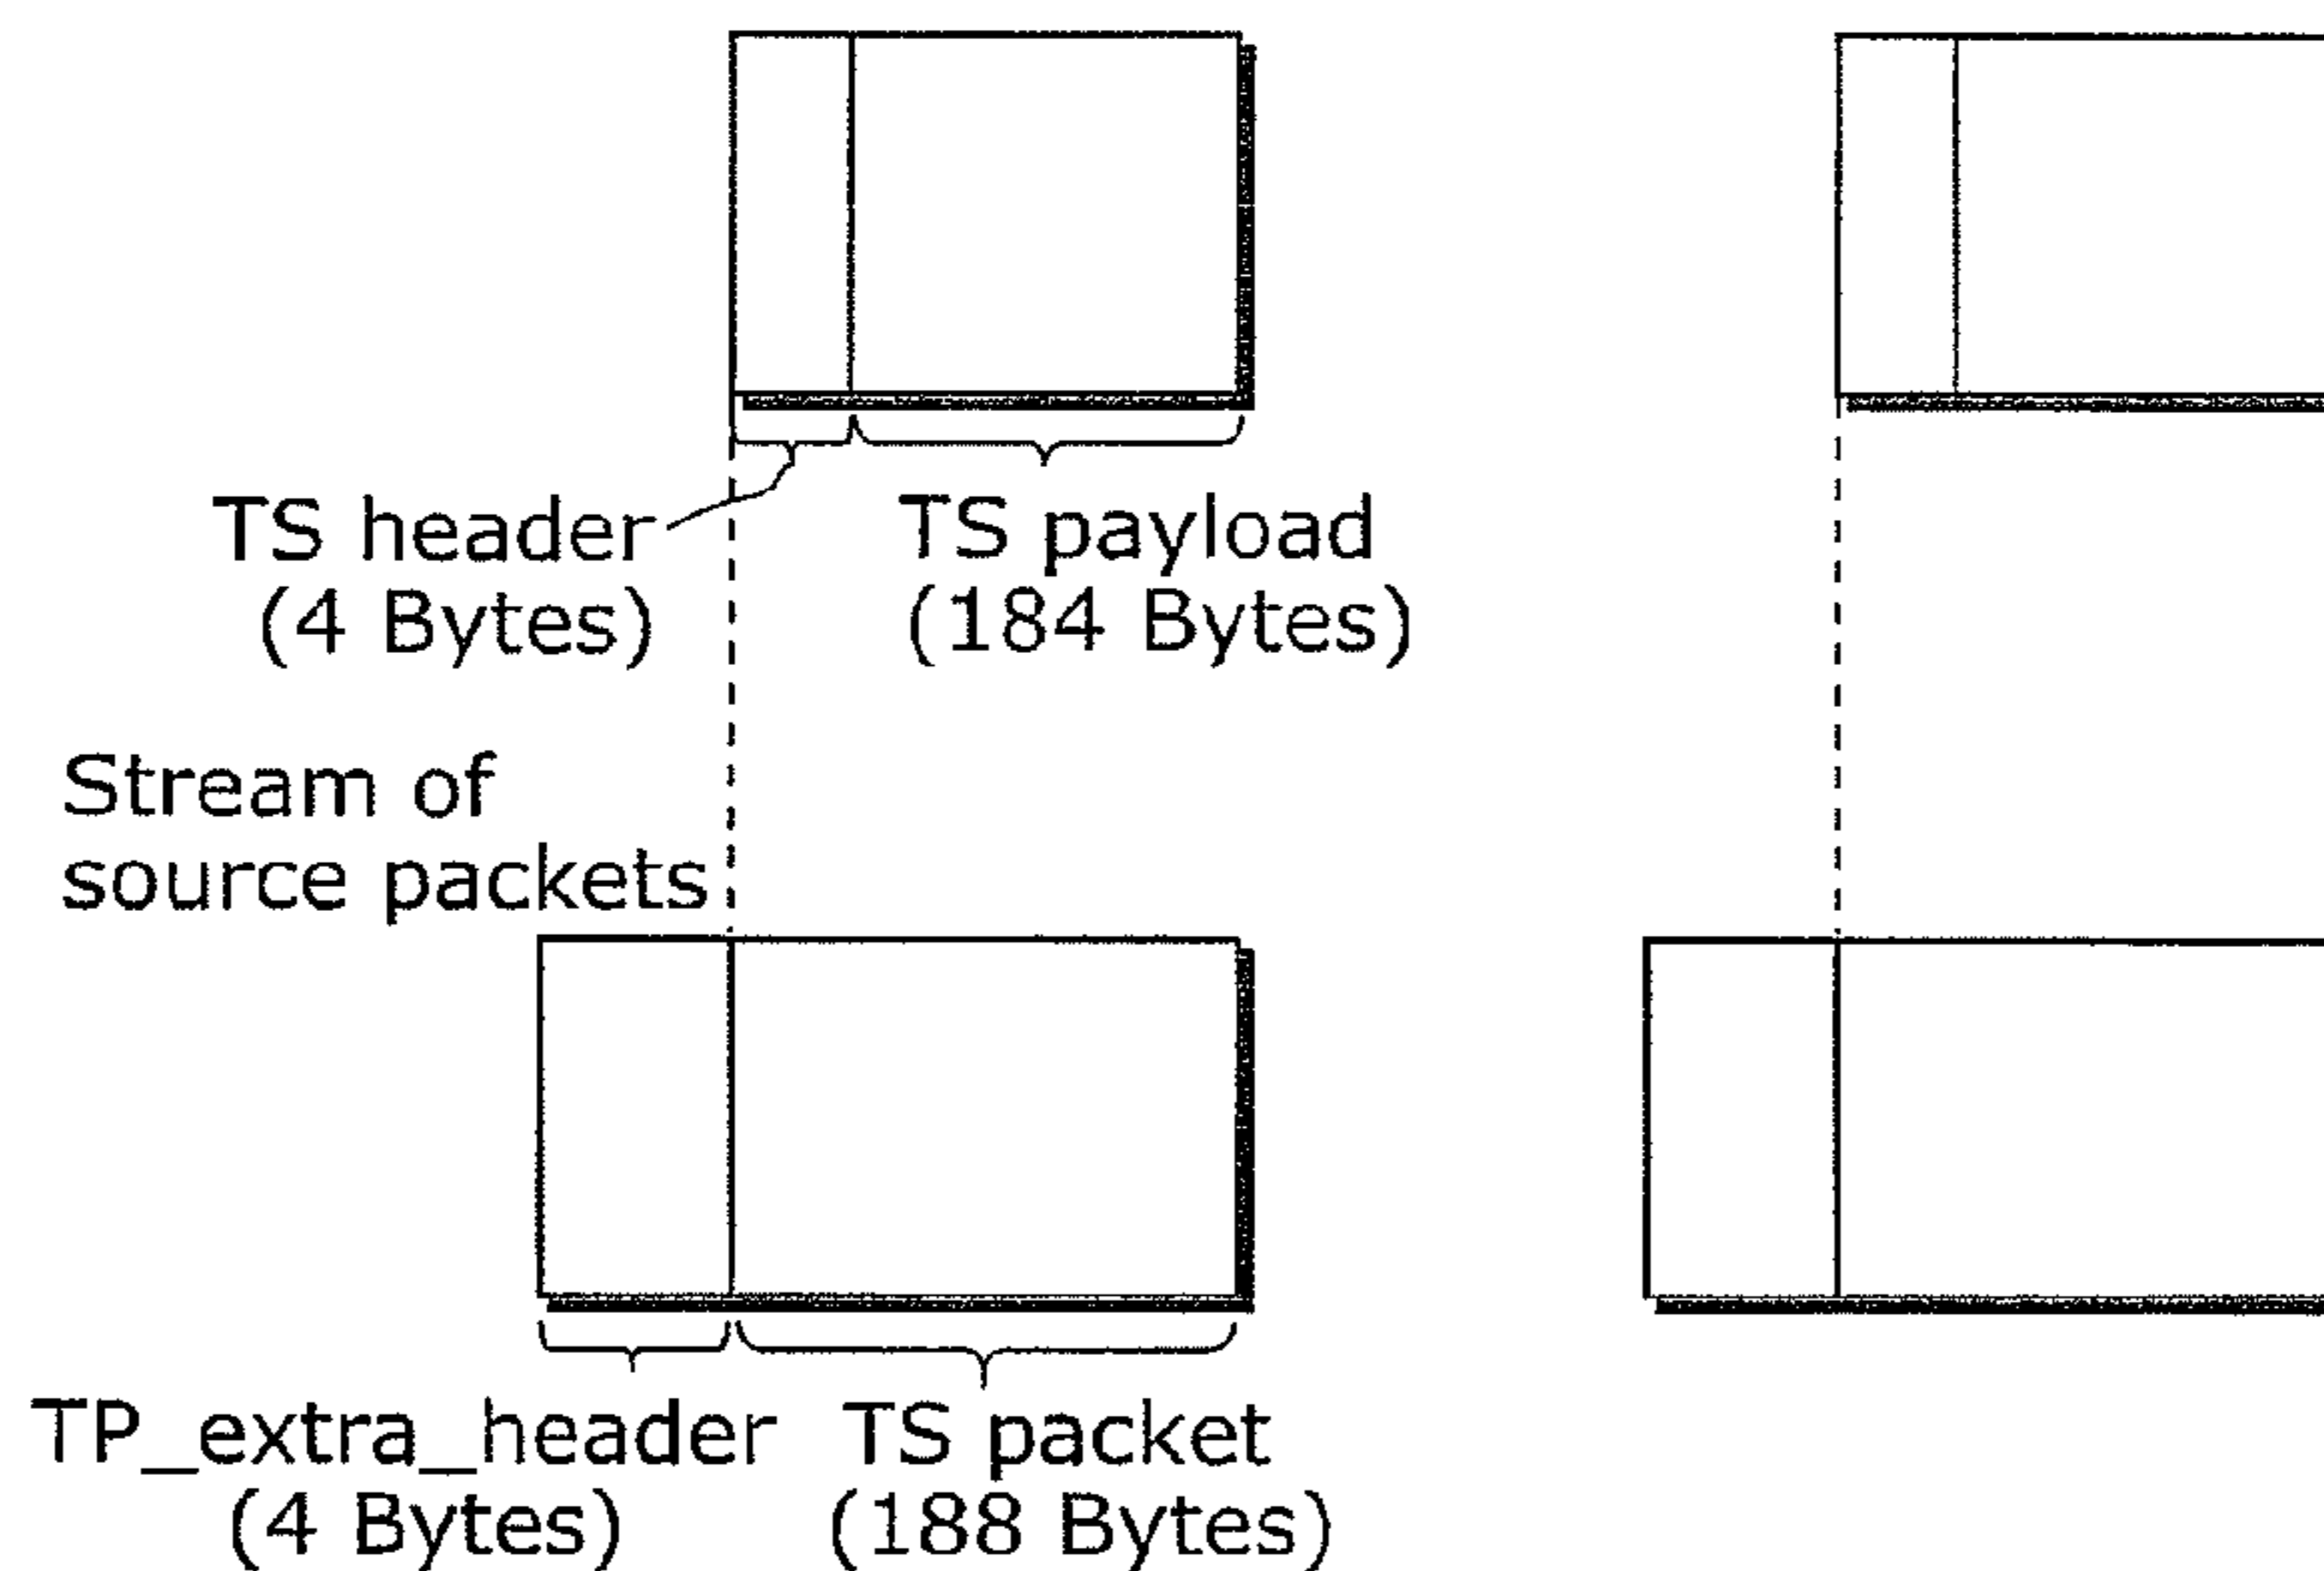 TS header
(4 Bytes)
TS payload
(184 Bytes)
Stream of
source packets
TP_extra_header
(4 Bytes)
TS packet
(188 Bytes)